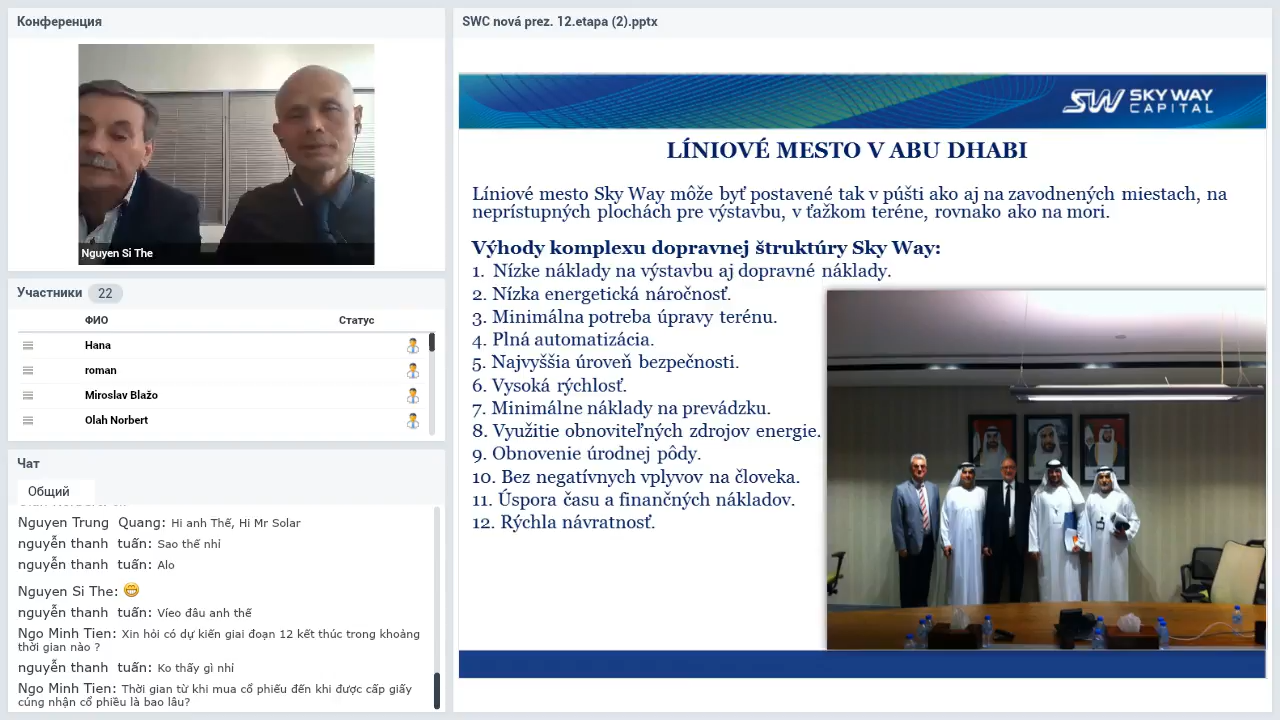 Конференция
Nguyen Si The
Участники 22
ФИО Статус
Hana
roman
Miroslav Blažo
Olah Norbert
Чат
Общий
Nguyen Trung Quang: Hi anh Thế, Hi Mr Solar
nguyễn thanh tuấn: Sao thế nhi
nguyễn thanh tuấn: Alo
Nguyen Si The:
nguyễn thanh tuấn: Víeo đâu anh thế
Ngo Minh Tien: Xin hỏi có dự kiến giai đoạn 12 kết thúc trong khoảng
thời gian nào ?
nguyễn thanh tuấn: Ko thấy gì nhỉ
Ngo Minh Tien: Thời gian từ khi mua cổ phiếu đến khi được cấp giấy
cúng nhận cổ phiều là bao lâu?
SWC nová prez. 12.etapa (2).pptx
SW SKY WAY
CAPITAL
LÍNIOVÉ MESTO V ABU DHABI
Líniové mesto Sky Way môže byť postavené tak v púšti ako aj na zavodnených miestach, na
neprístupných plochách pre výstavbu, v ťažkom teréne, rovnako ako na mori.
Výhody komplexu dopravnej štruktúry Sky Way:
1. Nízke náklady na výstavbu aj dopravné náklady.
2. Nízka energetická náročnosť.
3. Minimálna potreba úpravy terénu.
4. Plná automatizácia.
5. Najvyššia úroveň bezpečnosti.
6. Vysoká rýchlosť.
7. Minimálne náklady na prevádzku.
8. Využitie obnoviteľných zdrojov energie.
9. Obnovenie úrodnej pôdy.
10. Bez negatívnych vplyvov na človeka.
11. Úspora času a finančných nákladov.
12. Rýchla návratnosť.